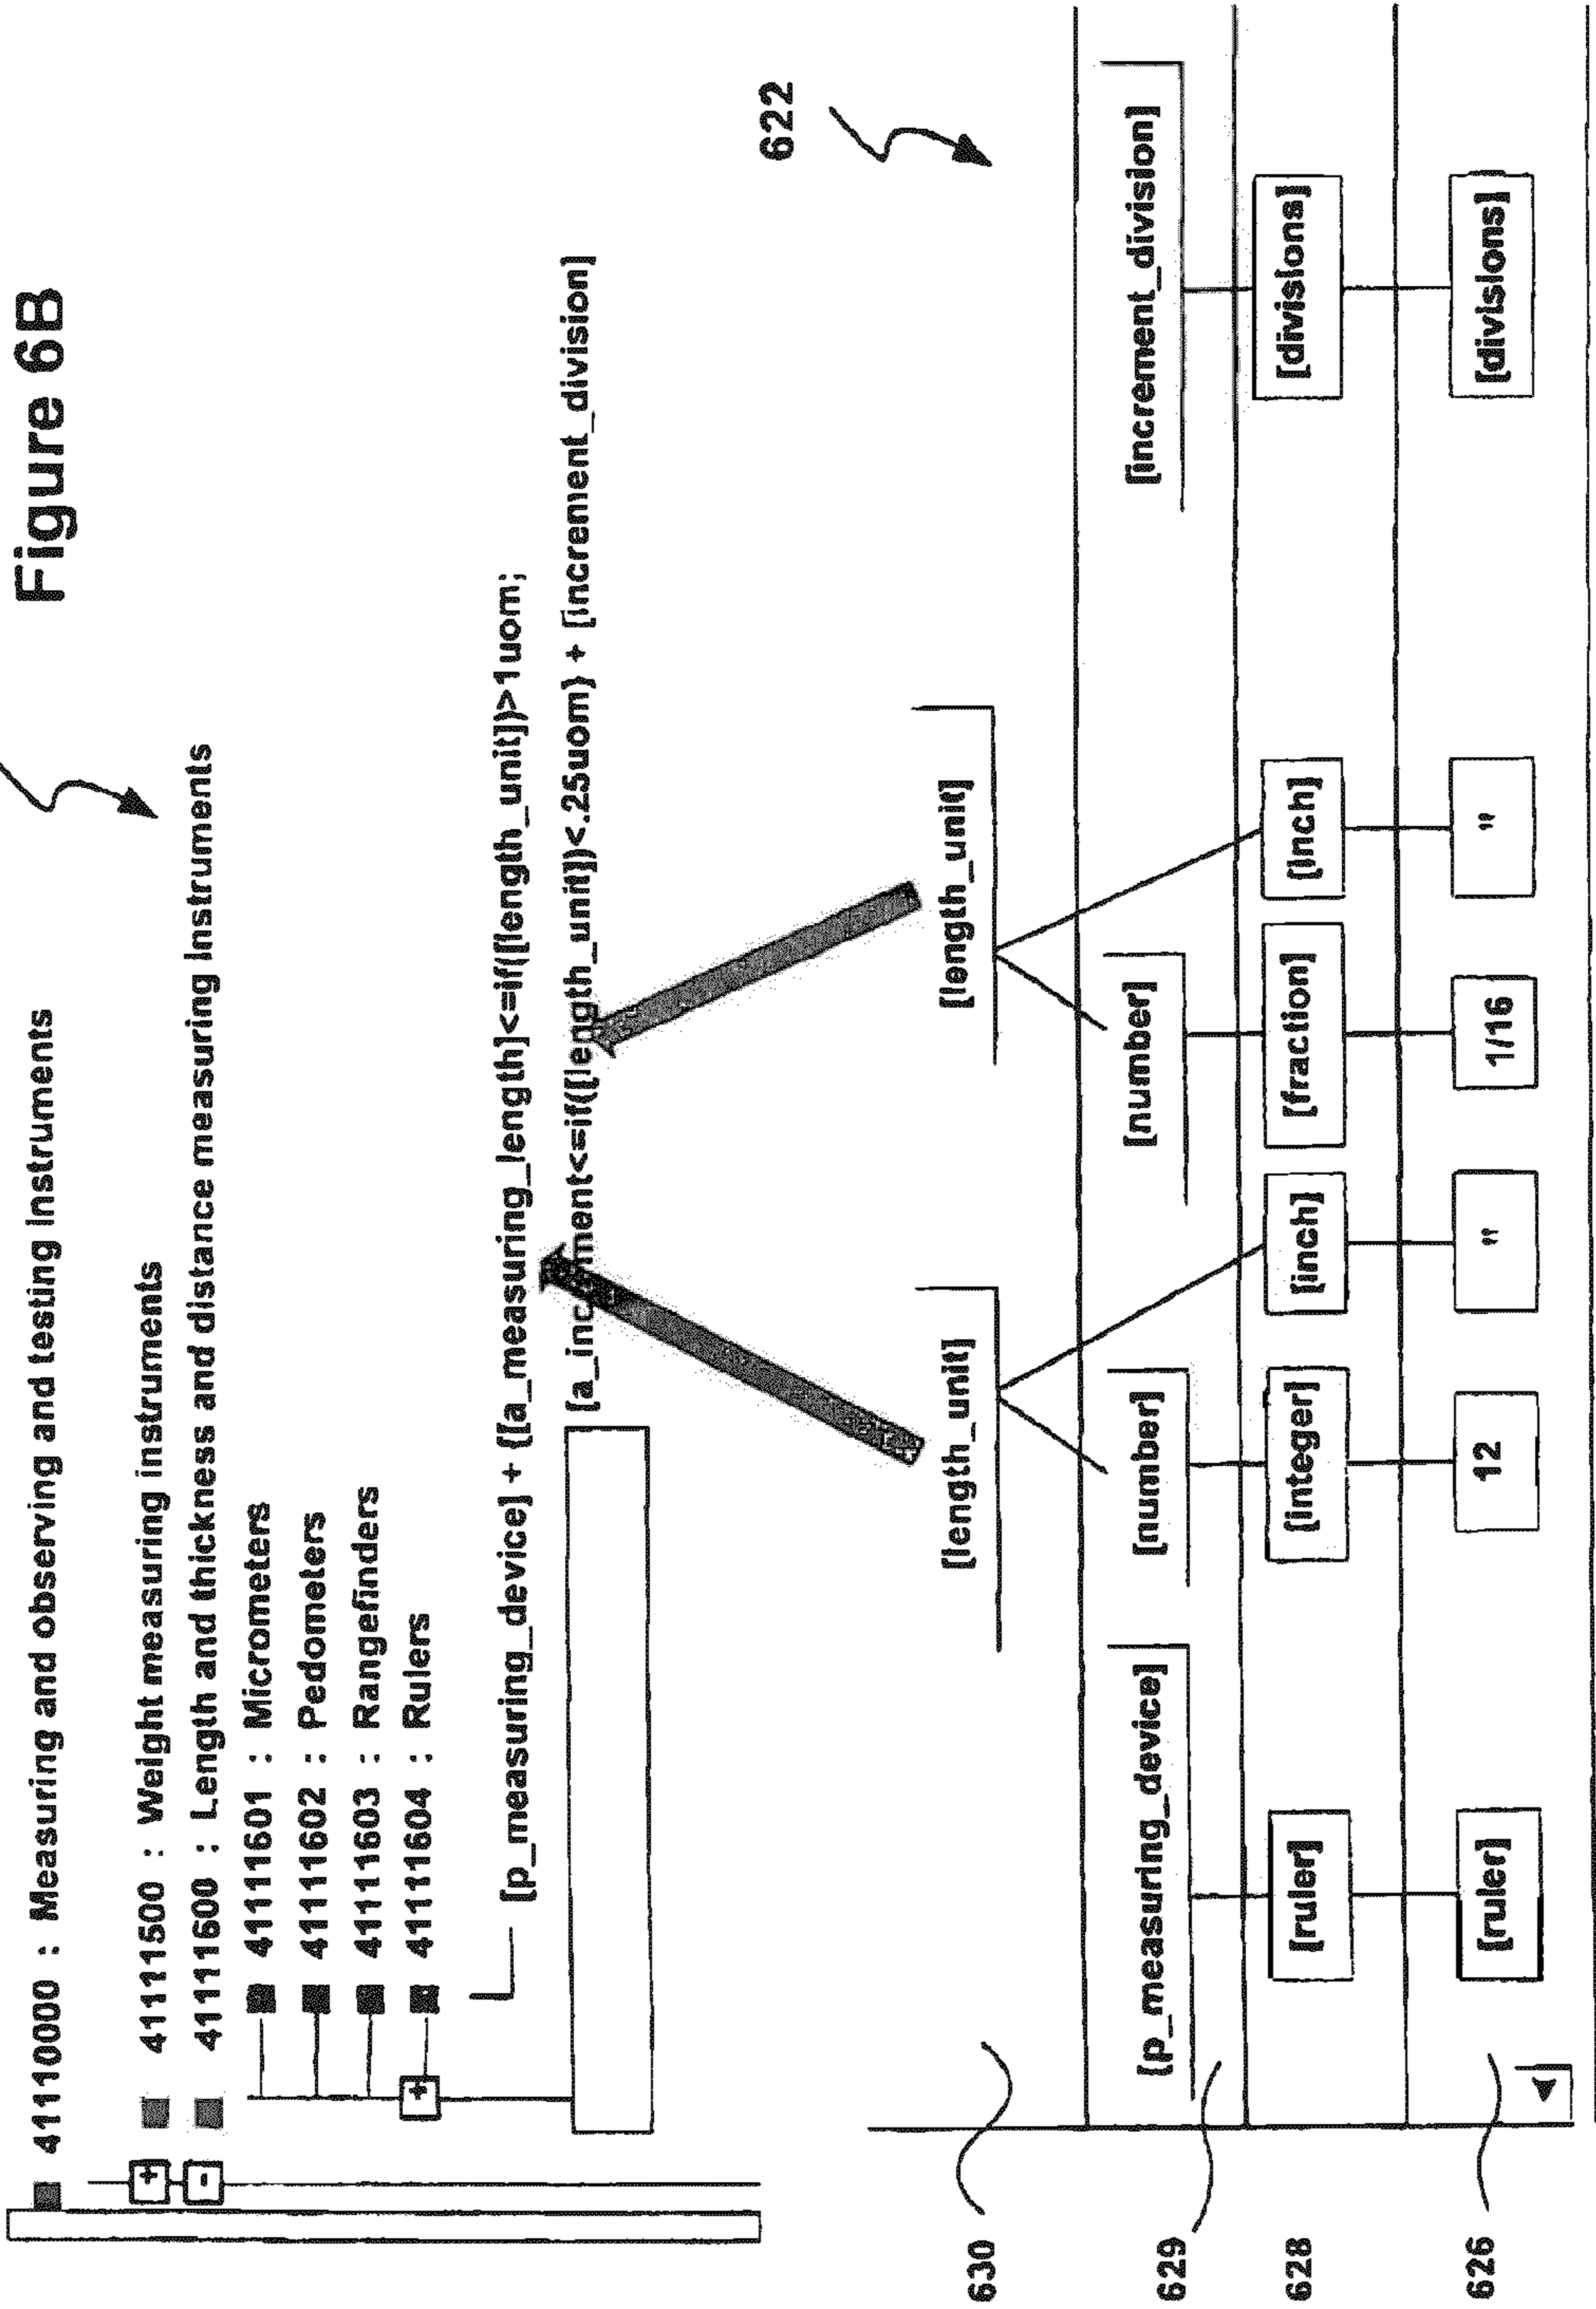 Figure 6B
41110000 : Measuring and observing and testing instruments
+ 41111500 : Weight measuring instruments
- 41111600 : Length and thickness and distance measuring instruments
41111601 : Micrometers
41111602 : Pedometers
41111603 : Rangefinders
+ 41111604 : Rulers
[p_measuring_device] + {[a_measuring_length]<=if([length_unit])>1uom;
[a_increment<=if([length_unit])<.25uom} + [increment_division]
622
630
[length_unit] [length_unit]
629
[p_measuring_device] [number] [number] [increment_division]
628
[ruler] [integer] [inch] [fraction] [inch] [divisions]
626
[ruler] 12 " 1/16 " [divisions]